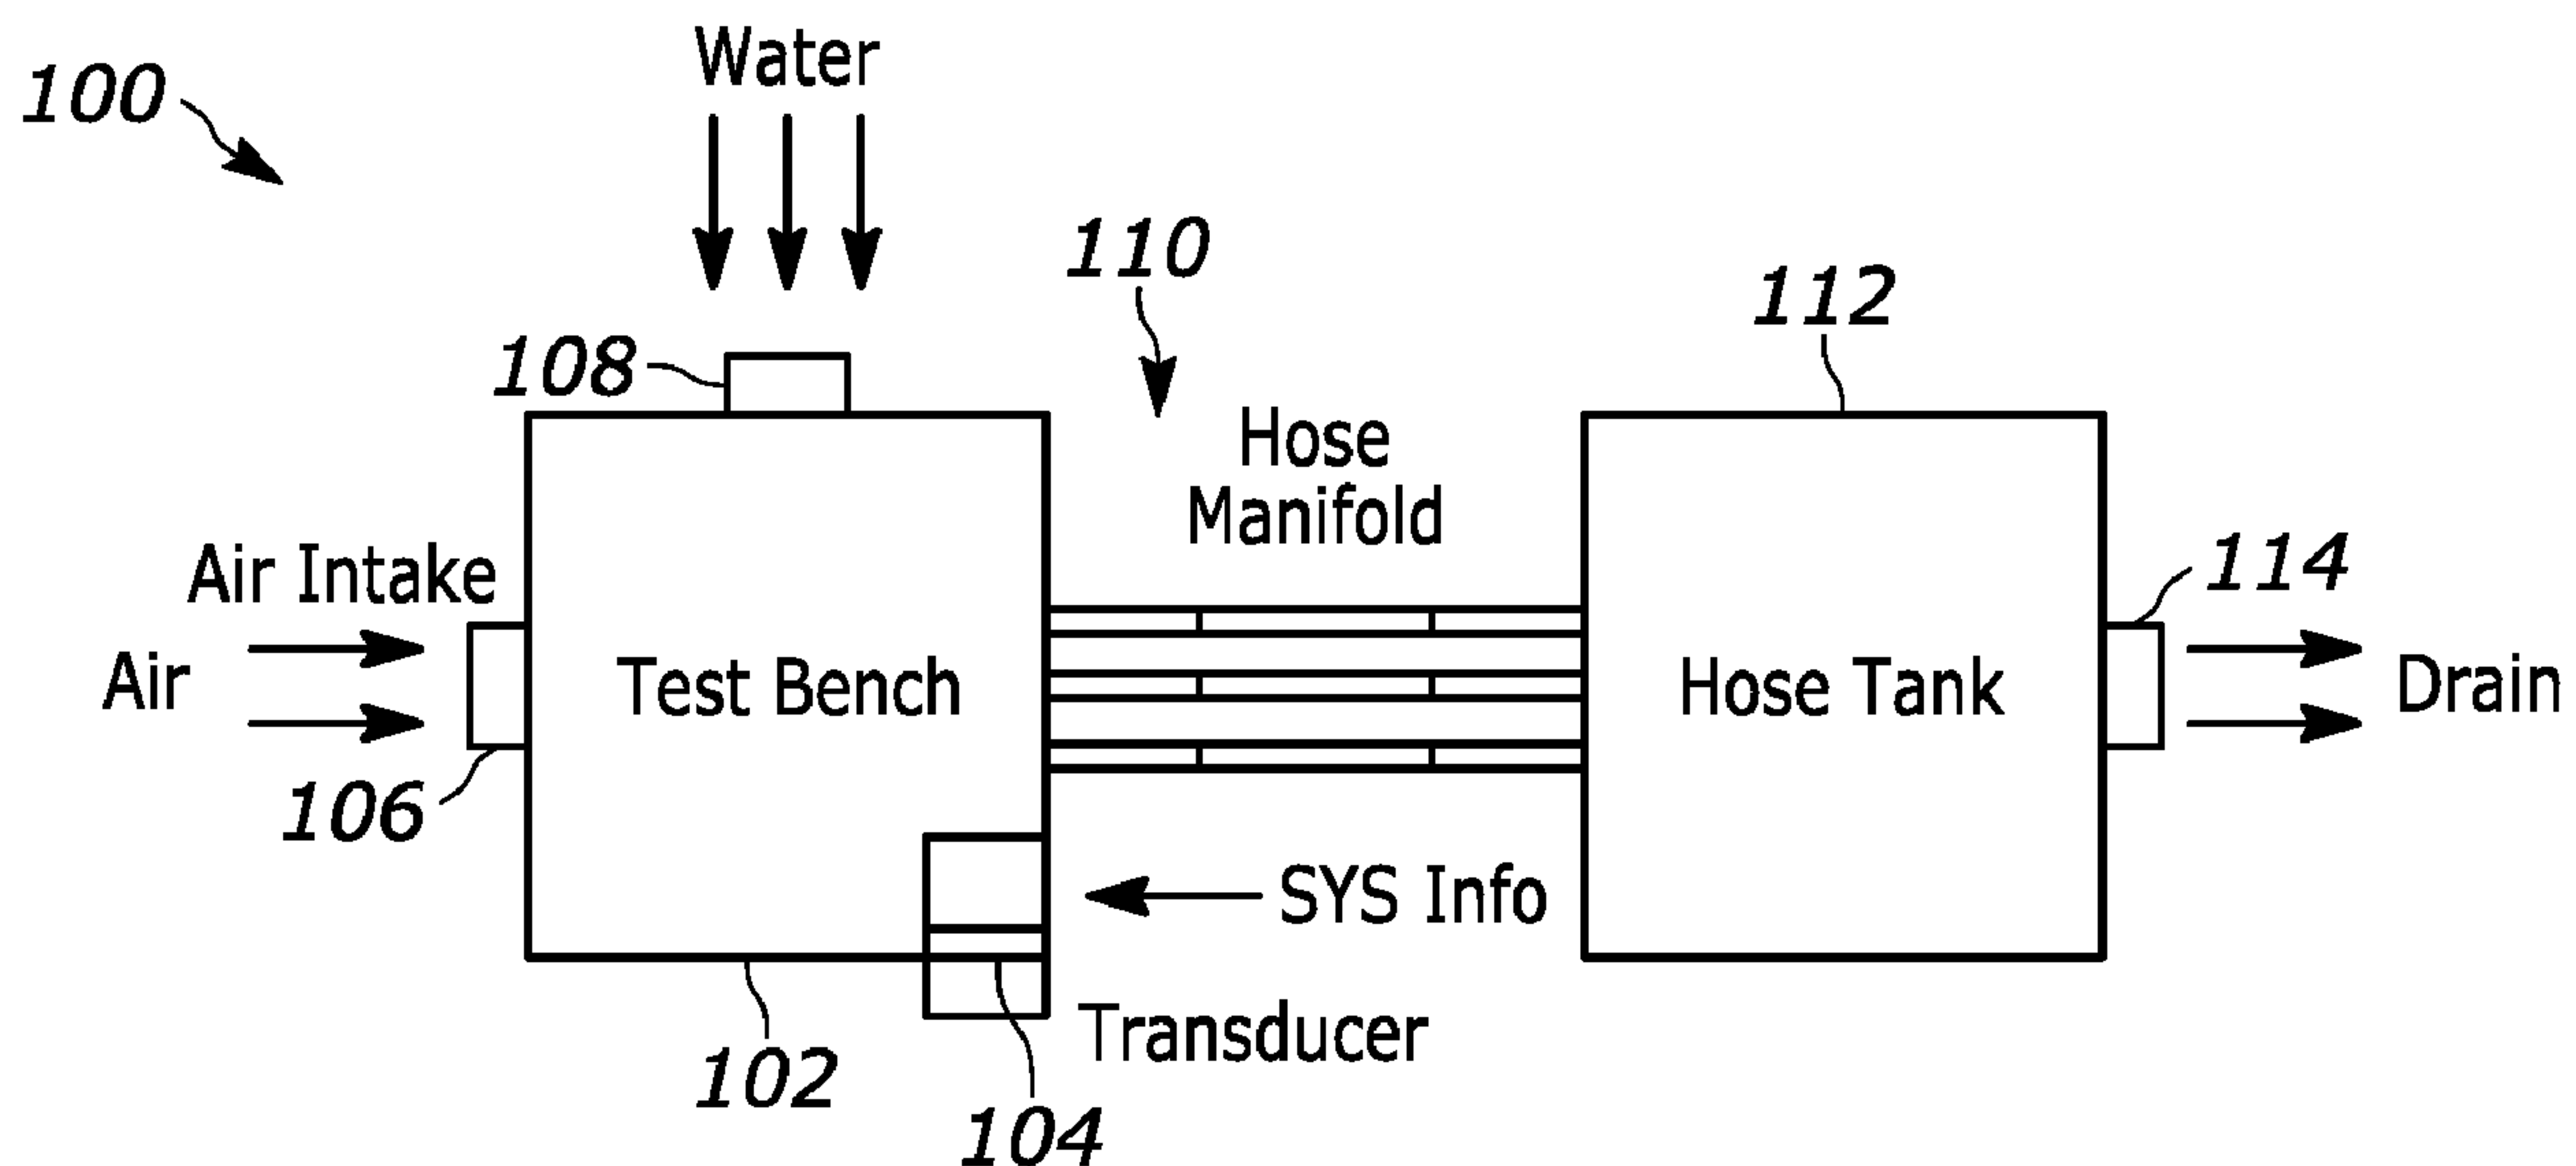 Water
100
110
112
108
Hose
Manifold
114
Air Intake
Air
Test Bench
Hose Tank
Drain
106
SYS Info
Transducer
102
104